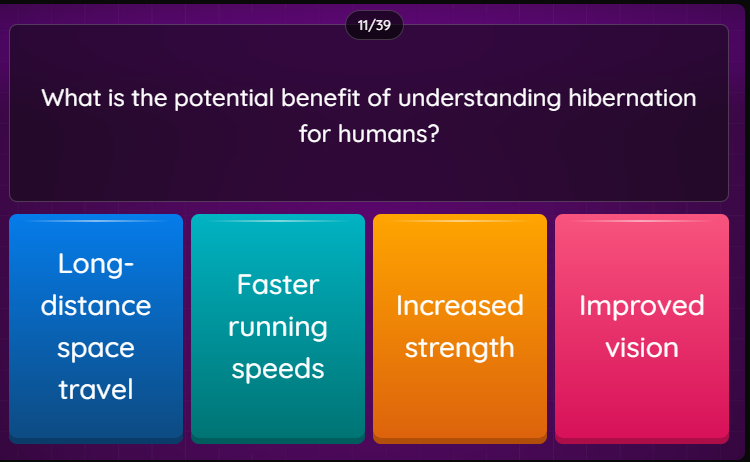 11/39
What is the potential benefit of understanding hibernation
for humans?
Long-
distance
space
travel
Faster
running
speeds
Increased
strength
Improved
vision